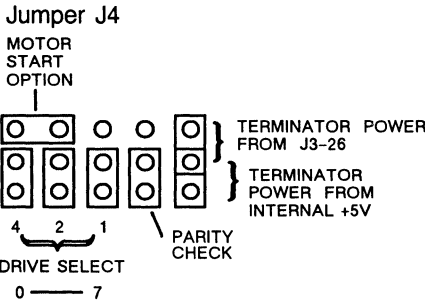 Jumper J4
MOTOR
START
OPTION
TERMINATOR POWER
FROM J3-26
TERMINATOR
POWER FROM
INTERNAL +5V
4 2 1
PARITY
CHECK
DRIVE SELECT
0 — 7